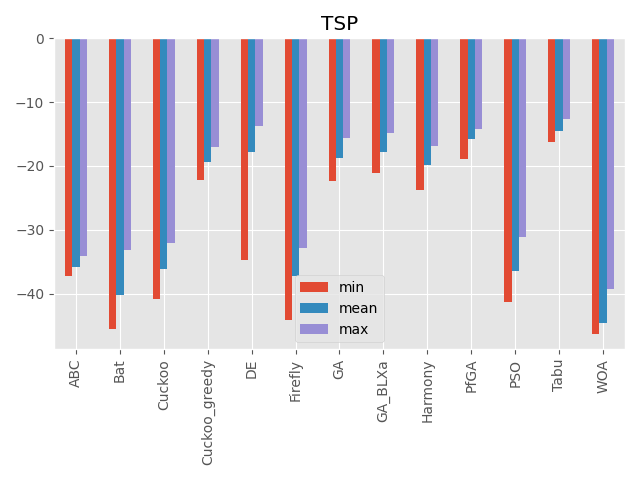 TSP
0
−10
−20
−30
−40
min
mean
max
ABC
Bat
Cuckoo
Cuckoo_greedy
DE
Firefly
GA
GA_BLXa
Harmony
PfGA
PSO
Tabu
WOA